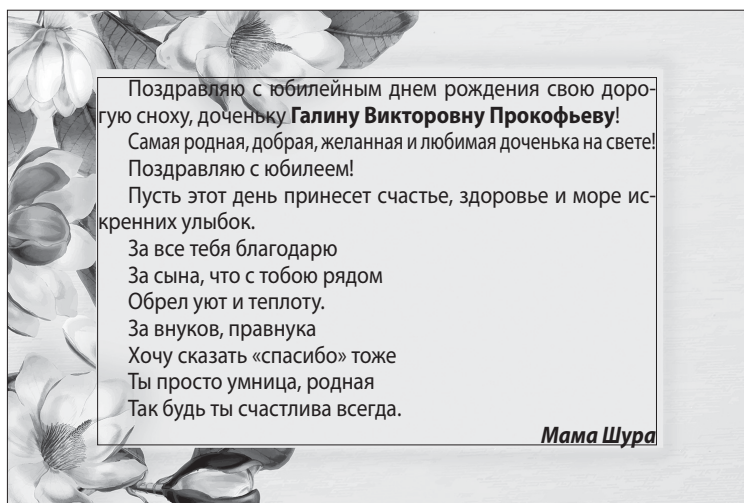 Поздравляю с юбилейным днем рождения свою доро-
гую сноху, доченьку Галину Викторовну Прокофьеву!
Самая родная, добрая, желанная и любимая доченька на свете!
Поздравляю с юбилеем!
Пусть этот день принесет счастье, здоровье и море ис-
кренних улыбок.
За все тебя благодарю
За сына, что с тобою рядом
Обрел уют и теплоту.
За внуков, правнука
Хочу сказать «спасибо» тоже
Ты просто умница, родная
Так будь ты счастлива всегда.
Мама Шура